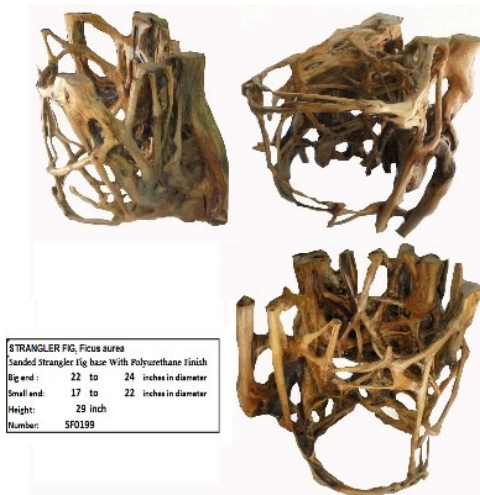 STRANGLER FIG, Ficus aurea
Sanded Strangler Fig base With Polyurethane Finish
Big end : 22 to 24 inches in diameter
Small end: 17 to 22 inches in diameter
Height: 29 inch
Number: SF0199